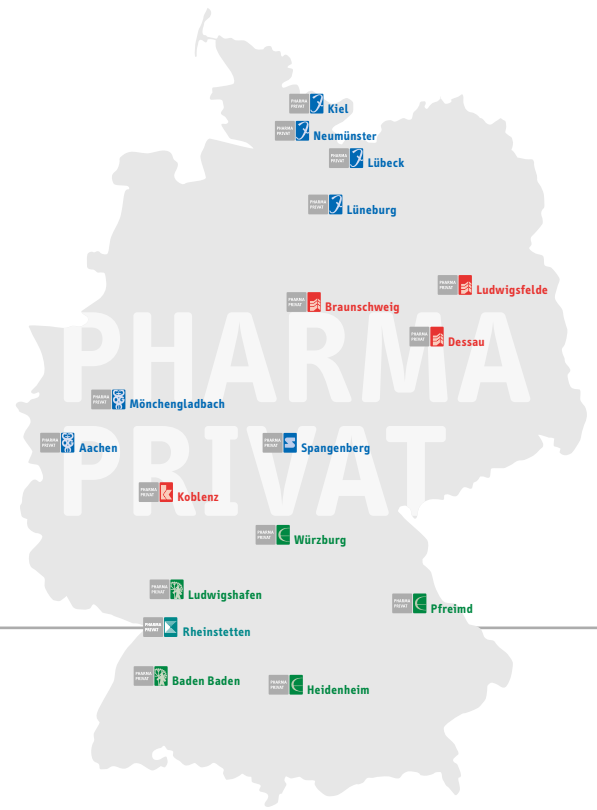 PHARMA
PRIVAT
Kiel
PHARMA
PRIVAT
Neumünster
PHARMA
PRIVAT
Lübeck
PHARMA
PRIVAT
Lüneburg
PHARMA
PRIVAT
Ludwigsfelde
PHARMA
PRIVAT
Braunschweig
PHARMA
PRIVAT
Dessau
PHARMA
PRIVAT
PHARMA
PRIVAT
Mönchengladbach
PHARMA
PRIVAT
Aachen
PHARMA
PRIVAT
Spangenberg
PHARMA
PRIVAT
Koblenz
PHARMA
PRIVAT
Würzburg
PHARMA
PRIVAT
Ludwigshafen
PHARMA
PRIVAT
Pfreimd
PHARMA
PRIVAT
Rheinstetten
PHARMA
PRIVAT
Baden Baden
PHARMA
PRIVAT
Heidenheim